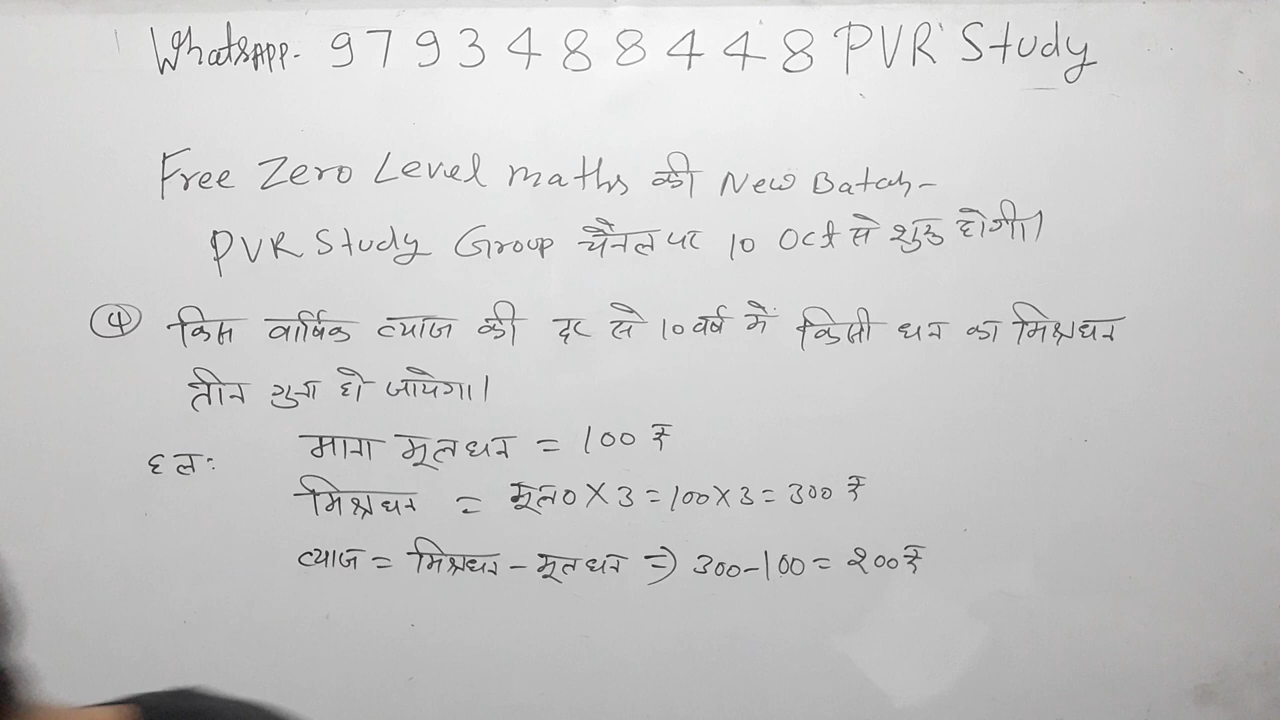 WhatsAPP- 9793488448 PVR Study
Free Zero Level maths की New Batch-
PVR Study Group चैनल पर 10 Oct से शुरू होगी।
④ किस वार्षिक ब्याज की दर से 10 वर्ष में किसी धन का मिश्रधन
तीन गुना हो जायेगा।
हलः माना मूलधन = 100 ₹
मिश्रधन = मूल0 X 3 = 100 X 3 = 300 ₹
ब्याज = मिश्रधन - मूलधन ⇒ 300-100 = 200 ₹